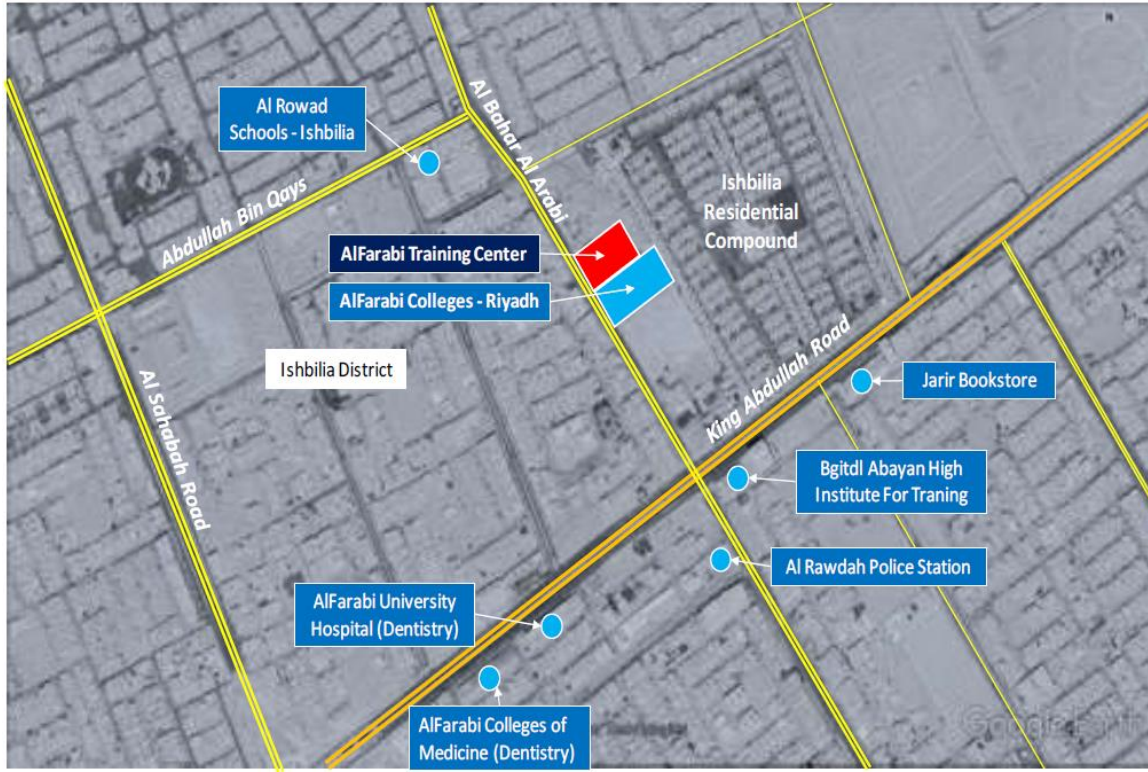 Al Rowad
Schools - Ishbilia
Al Bahar Al Arabi
Abdullah Bin Qays
Ishbilia
Residential
Compound
AlFarabi Training Center
AlFarabi Colleges - Riyadh
Ishbilia District
Al Sahabah Road
King Abdullah Road
Jarir Bookstore
Bgitdl Abayan High
Institute For Traning
Al Rawdah Police Station
AlFarabi University
Hospital (Dentistry)
AlFarabi Colleges of
Medicine (Dentistry)
Google Earth